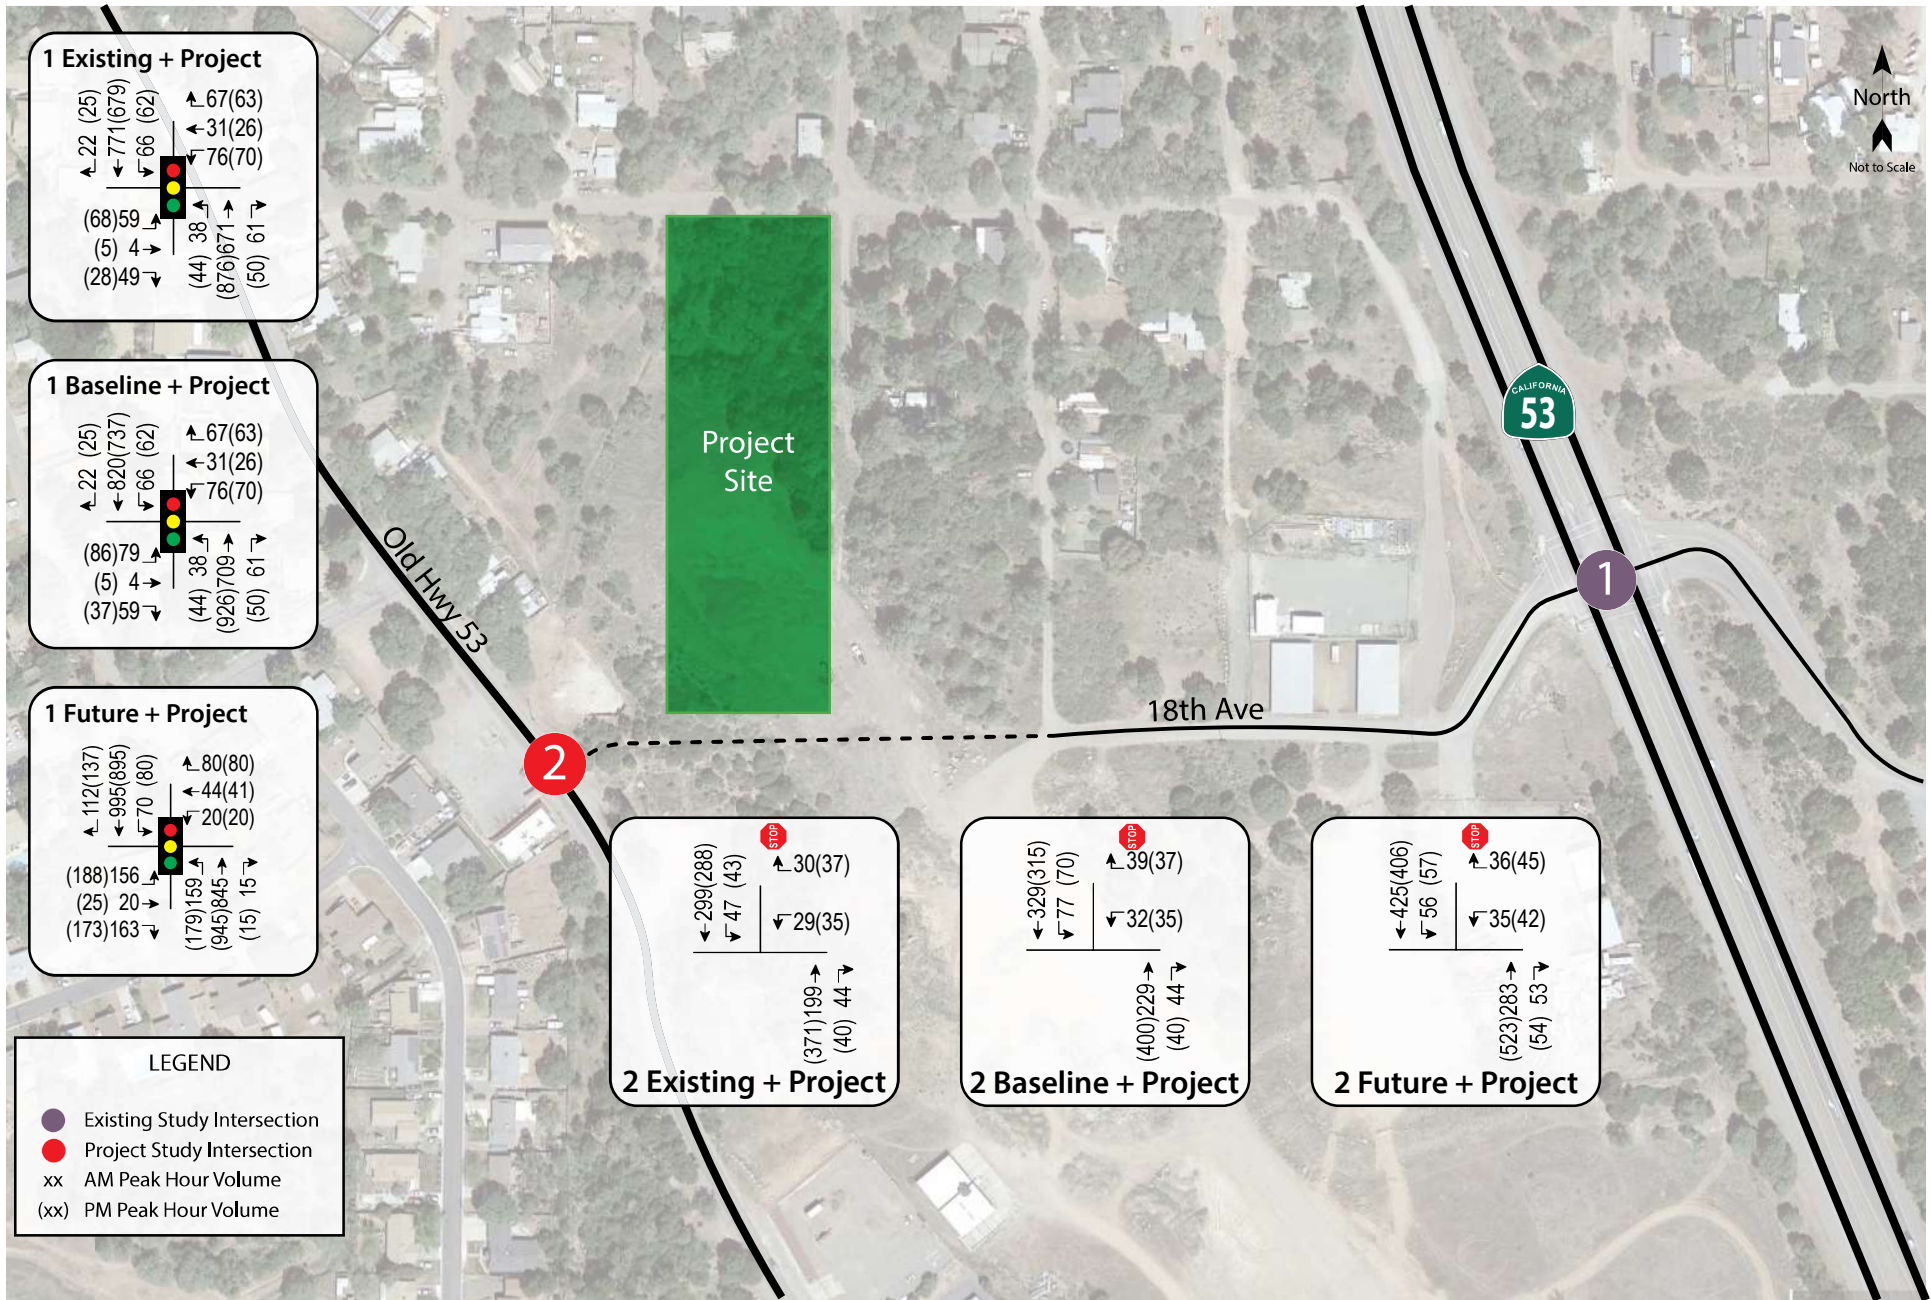 1 Existing + Project
22 (25)
771(679)
66 (62)
67(63)
31(26)
76(70)
(68)59
(5) 4
(28)49
(44) 38
(876)671
(50) 61
1 Baseline + Project
22 (25)
820(737)
66 (62)
67(63)
31(26)
76(70)
(86)79
(5) 4
(37)59
(44) 38
(926)709
(50) 61
1 Future + Project
112(137)
995(895)
70 (80)
80(80)
44(41)
20(20)
(188)156
(25) 20
(173)163
(179)159
(945)845
(15) 15
North
Not to Scale
CALIFORNIA
53
Project
Site
Old Hwy 53
1
18th Ave
2
STOP
299(288)
47 (43)
30(37)
29(35)
(371)199
(40) 44
2 Existing + Project
STOP
329(315)
77 (70)
39(37)
32(35)
(400)229
(40) 44
2 Baseline + Project
STOP
425(406)
56 (57)
36(45)
35(42)
(523)283
(54) 53
2 Future + Project
LEGEND
Existing Study Intersection
Project Study Intersection
xx AM Peak Hour Volume
(xx) PM Peak Hour Volume